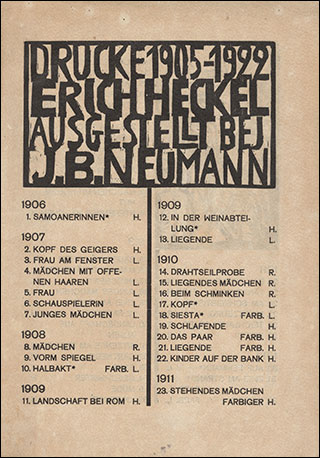 DRUCKE 1905-1922
ERICH HECKEL
AUSGESTELLT BEJ
J.B. NEUMANN
1906
1. SAMOANERINNEN* H.
1907
2. KOPF DES GEIGERS H.
3. FRAU AM FENSTER L.
4. MÄDCHEN MIT OFFE-
NEN HAAREN L.
5. FRAU L.
6. SCHAUSPIELERIN L.
7. JUNGES MÄDCHEN L.
1908
8. MÄDCHEN R.
9. VORM SPIEGEL H.
10. HALBAKT* FARB. L.
1909
11. LANDSCHAFT BEI ROM H.
1909
12. IN DER WEINABTEI-
LUNG* H.
13. LIEGENDE L.
1910
14. DRAHTSEILPROBE R.
15. LIEGENDES MÄDCHEN R.
16. BEIM SCHMINKEN R.
17. KOPF* L.
18. SIESTA* FARB. L.
19. SCHLAFENDE H.
20. DAS PAAR FARB. H.
21. LIEGENDE FARB. H.
22. KINDER AUF DER BANK H.
1911
23. STEHENDES MÄDCHEN
FARBIGER H.